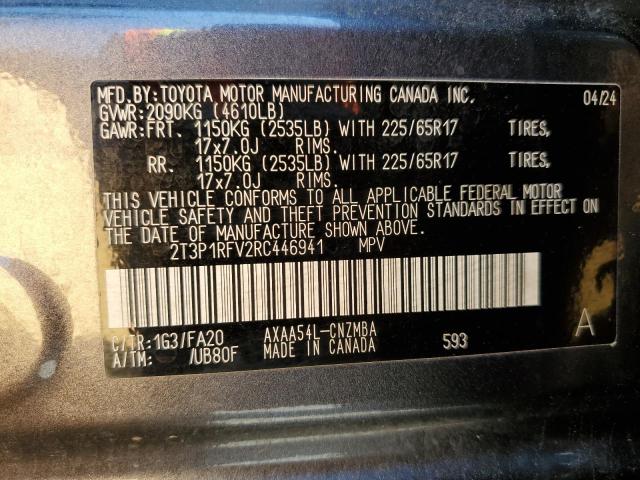 MFD.BY:TOYOTA MOTOR MANUFACTURING CANADA INC. 04/24
GVWR:2090KG (4610LB)
GAWR:FRT. 1150KG (2535LB) WITH 225/65R17 TIRES,
17x7.0J RIMS.
RR. 1150KG (2535LB) WITH 225/65R17 TIRES,
17x7.0J RIMS.
THIS VEHICLE CONFORMS TO ALL APPLICABLE FEDERAL MOTOR
VEHICLE SAFETY AND THEFT PREVENTION STANDARDS IN EFFECT ON
THE DATE OF MANUFACTURE SHOWN ABOVE.
2T3P1RFV2RC446941 MPV
C/TR:1G3/FA20 AXAA54L-CNZMBA
A/TM: /UB80F MADE IN CANADA 593 A